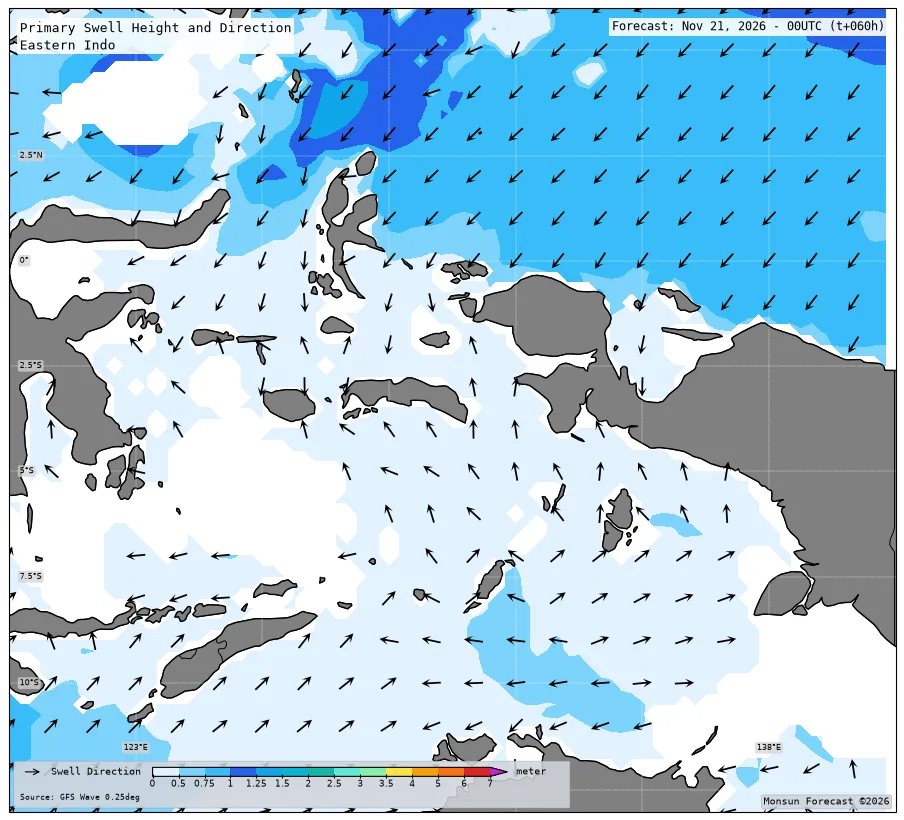 Primary Swell Height and Direction
Eastern Indo
Forecast: Nov 21, 2026 - 00UTC (t+060h)
2.5°N
0°
2.5°S
5°S
7.5°S
10°S
123°E
138°E
Swell Direction
0 0.5 0.75 1 1.25 1.5 2 2.5 3 3.5 4 5 6 7
meter
Source: GFS Wave 0.25deg
Monsun Forecast ©2026